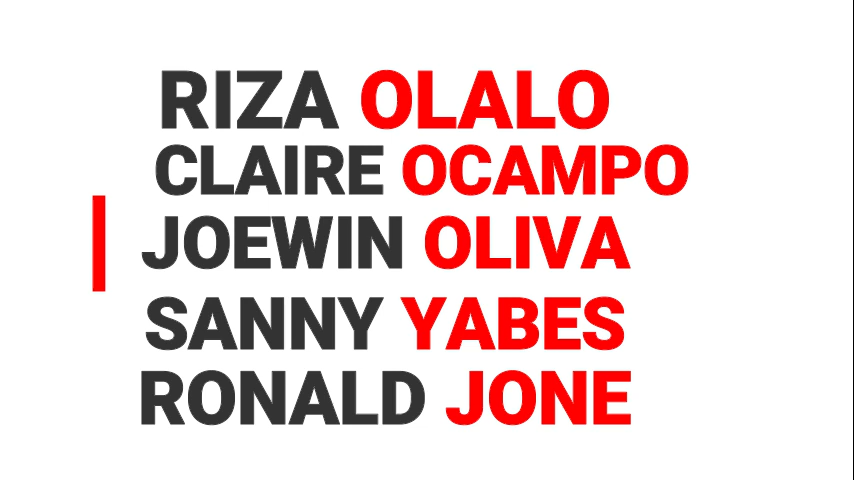 RIZA OLALO
CLAIRE OCAMPO
JOEWIN OLIVA
SANNY YABES
RONALD JONE